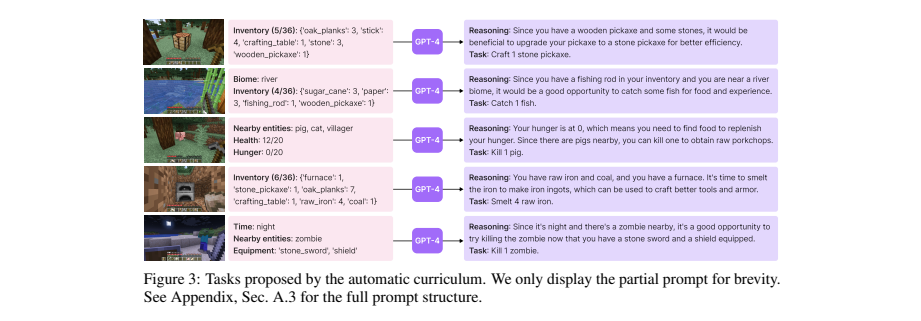 Inventory (5/36): {'oak_planks': 3, 'stick':
4, 'crafting_table': 1, 'stone': 3,
'wooden_pickaxe': 1}
GPT-4
Reasoning: Since you have a wooden pickaxe and some stones, it would be
beneficial to upgrade your pickaxe to a stone pickaxe for better efficiency.
Task: Craft 1 stone pickaxe.
Biome: river
Inventory (4/36): {'sugar_cane': 3, 'paper':
3, 'fishing_rod': 1, 'wooden_pickaxe': 1}
GPT-4
Reasoning: Since you have a fishing rod in your inventory and you are near a river
biome, it would be a good opportunity to catch some fish for food and experience.
Task: Catch 1 fish.
Nearby entities: pig, cat, villager
Health: 12/20
Hunger: 0/20
GPT-4
Reasoning: Your hunger is at 0, which means you need to find food to replenish
your hunger. Since there are pigs nearby, you can kill one to obtain raw porkchops.
Task: Kill 1 pig.
Inventory (6/36): {'furnace': 1,
'stone_pickaxe': 1, 'oak_planks': 7,
'crafting_table': 1, 'raw_iron': 4, 'coal': 1}
GPT-4
Reasoning: You have raw iron and coal, and you have a furnace. It's time to smelt
the iron to make iron ingots, which can be used to craft better tools and armor.
Task: Smelt 4 raw iron.
Time: night
Nearby entities: zombie
Equipment: 'stone_sword', 'shield'
GPT-4
Reasoning: Since it's night and there's a zombie nearby, it's a good opportunity to
try killing the zombie now that you have a stone sword and a shield equipped.
Task: Kill 1 zombie.
Figure 3: Tasks proposed by the automatic curriculum. We only display the partial prompt for brevity.
See Appendix, Sec. A.3 for the full prompt structure.